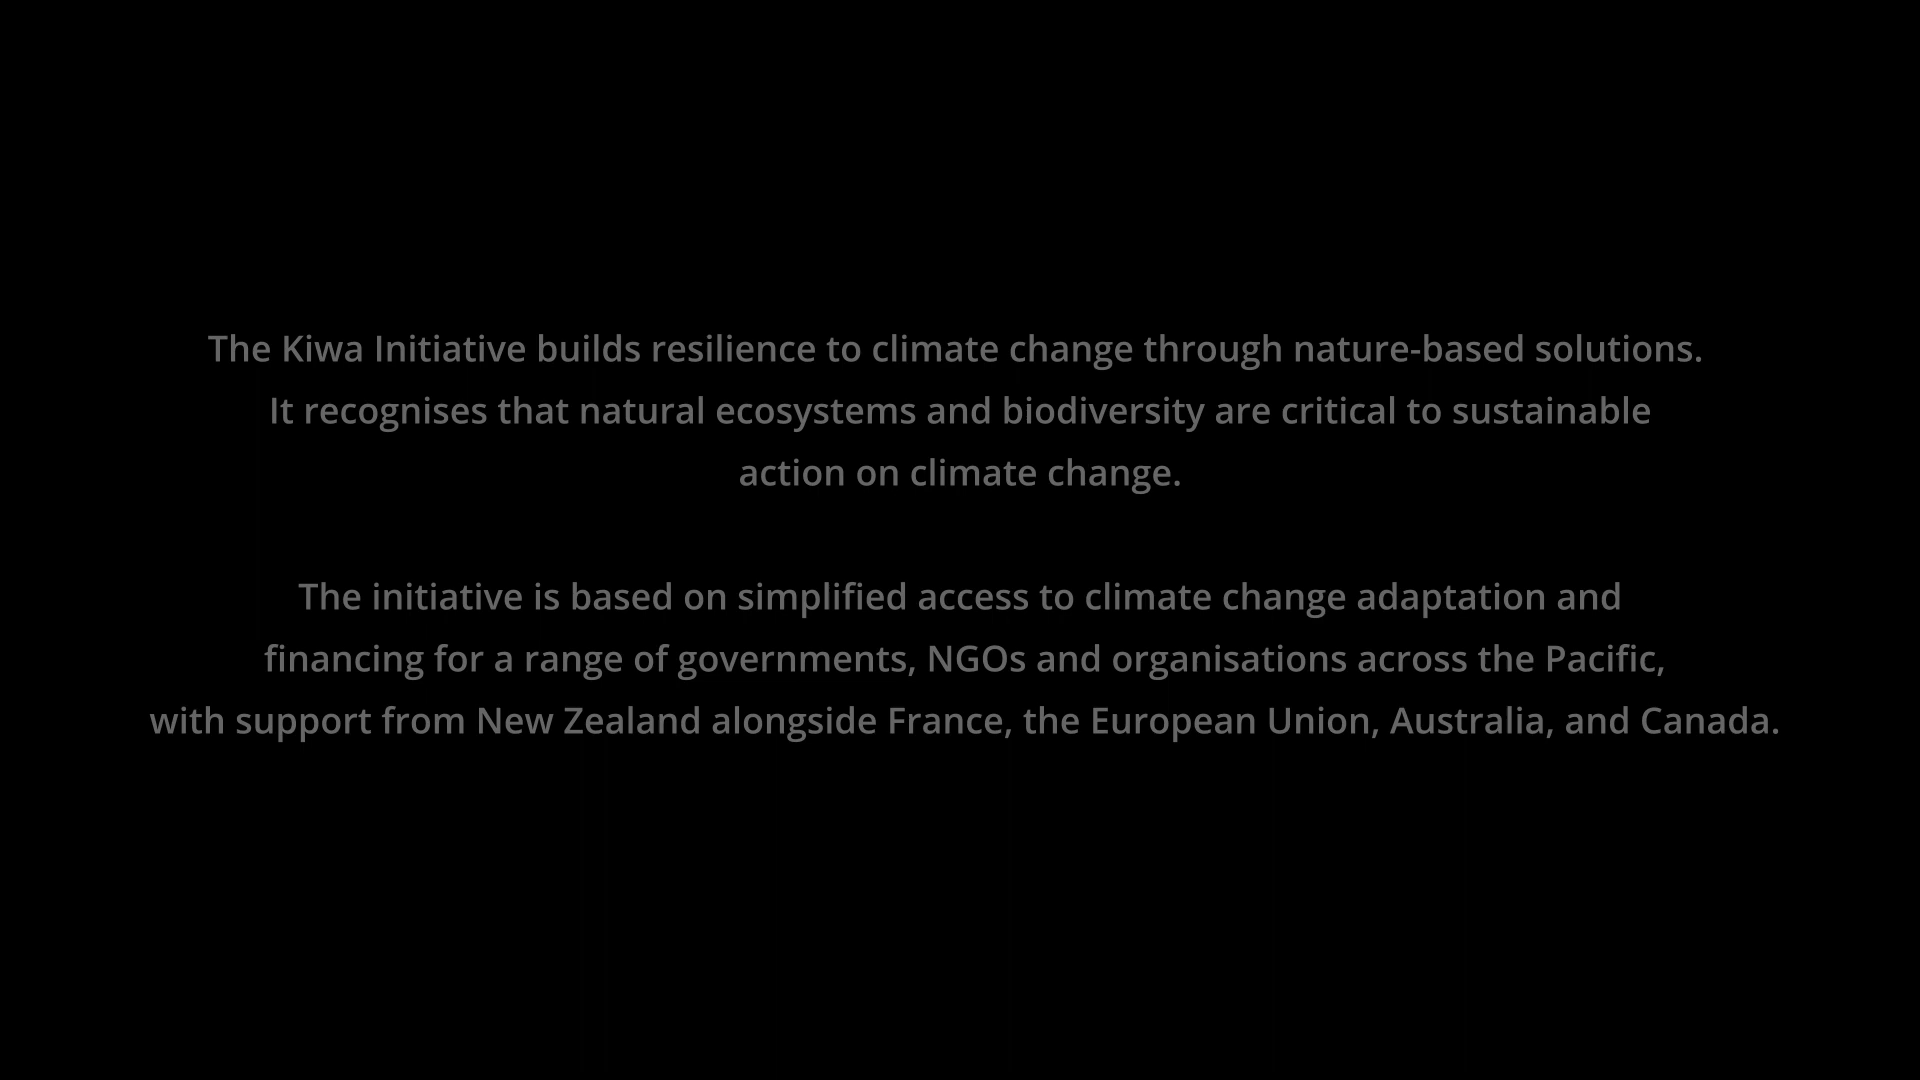 The Kiwa Initiative builds resilience to climate change through nature-based solutions.
It recognises that natural ecosystems and biodiversity are critical to sustainable
action on climate change.
The initiative is based on simplified access to climate change adaptation and
financing for a range of governments, NGOs and organisations across the Pacific,
with support from New Zealand alongside France, the European Union, Australia, and Canada.